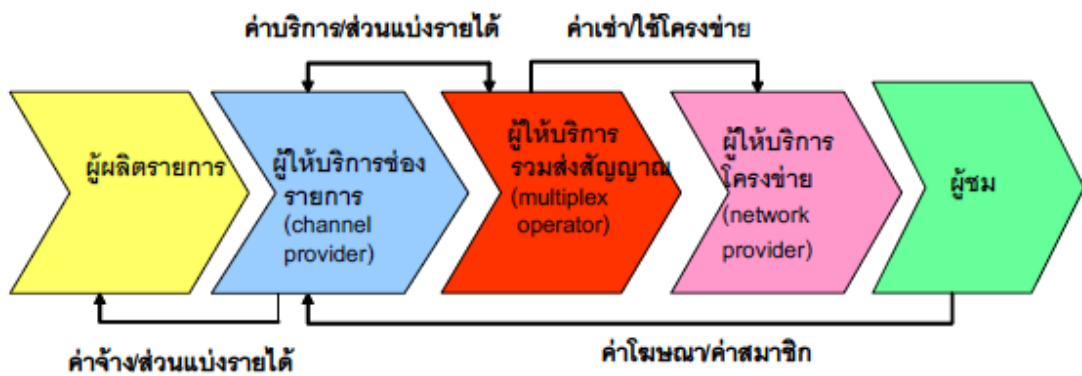 ค่าบริการ/ส่วนแบ่งรายได้
ค่าเช่า/ใช้โครงข่าย
ผู้ผลิตรายการ
ผู้ให้บริการช่อง
รายการ
(channel
provider)
ผู้ให้บริการ
รวมส่งสัญญาณ
(multiplex
operator)
ผู้ให้บริการ
โครงข่าย
(network
provider)
ผู้ชม
ค่าจ้าง/ส่วนแบ่งรายได้
ค่าโฆษณา/ค่าสมาชิก